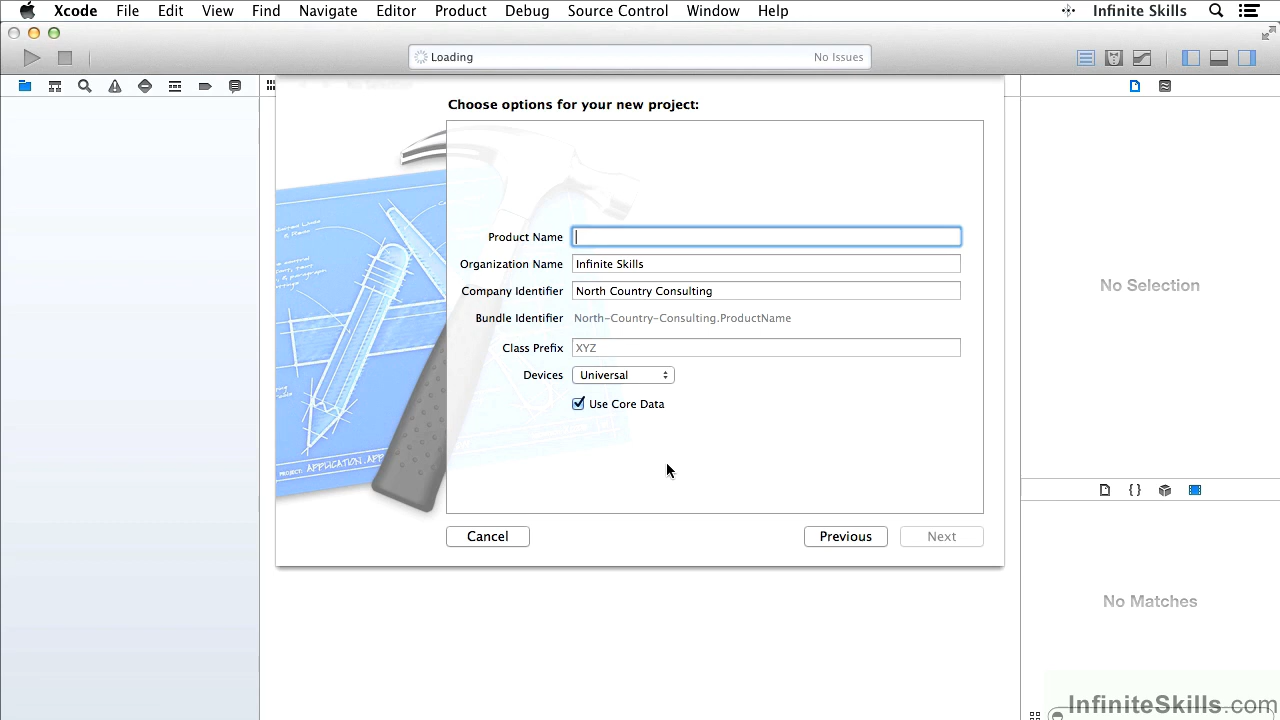 Xcode File Edit View Find Navigate Editor Product Debug Source Control Window Help Infinite Skills
Loading No Issues
Choose options for your new project:
Product Name
Organization Name Infinite Skills
Company Identifier North Country Consulting
Bundle Identifier North-Country-Consulting.ProductName
Class Prefix XYZ
Devices Universal
Use Core Data
PROJECT: APPLICATION.APP
Cancel Previous Next
No Selection
No Matches
InfiniteSkills.com